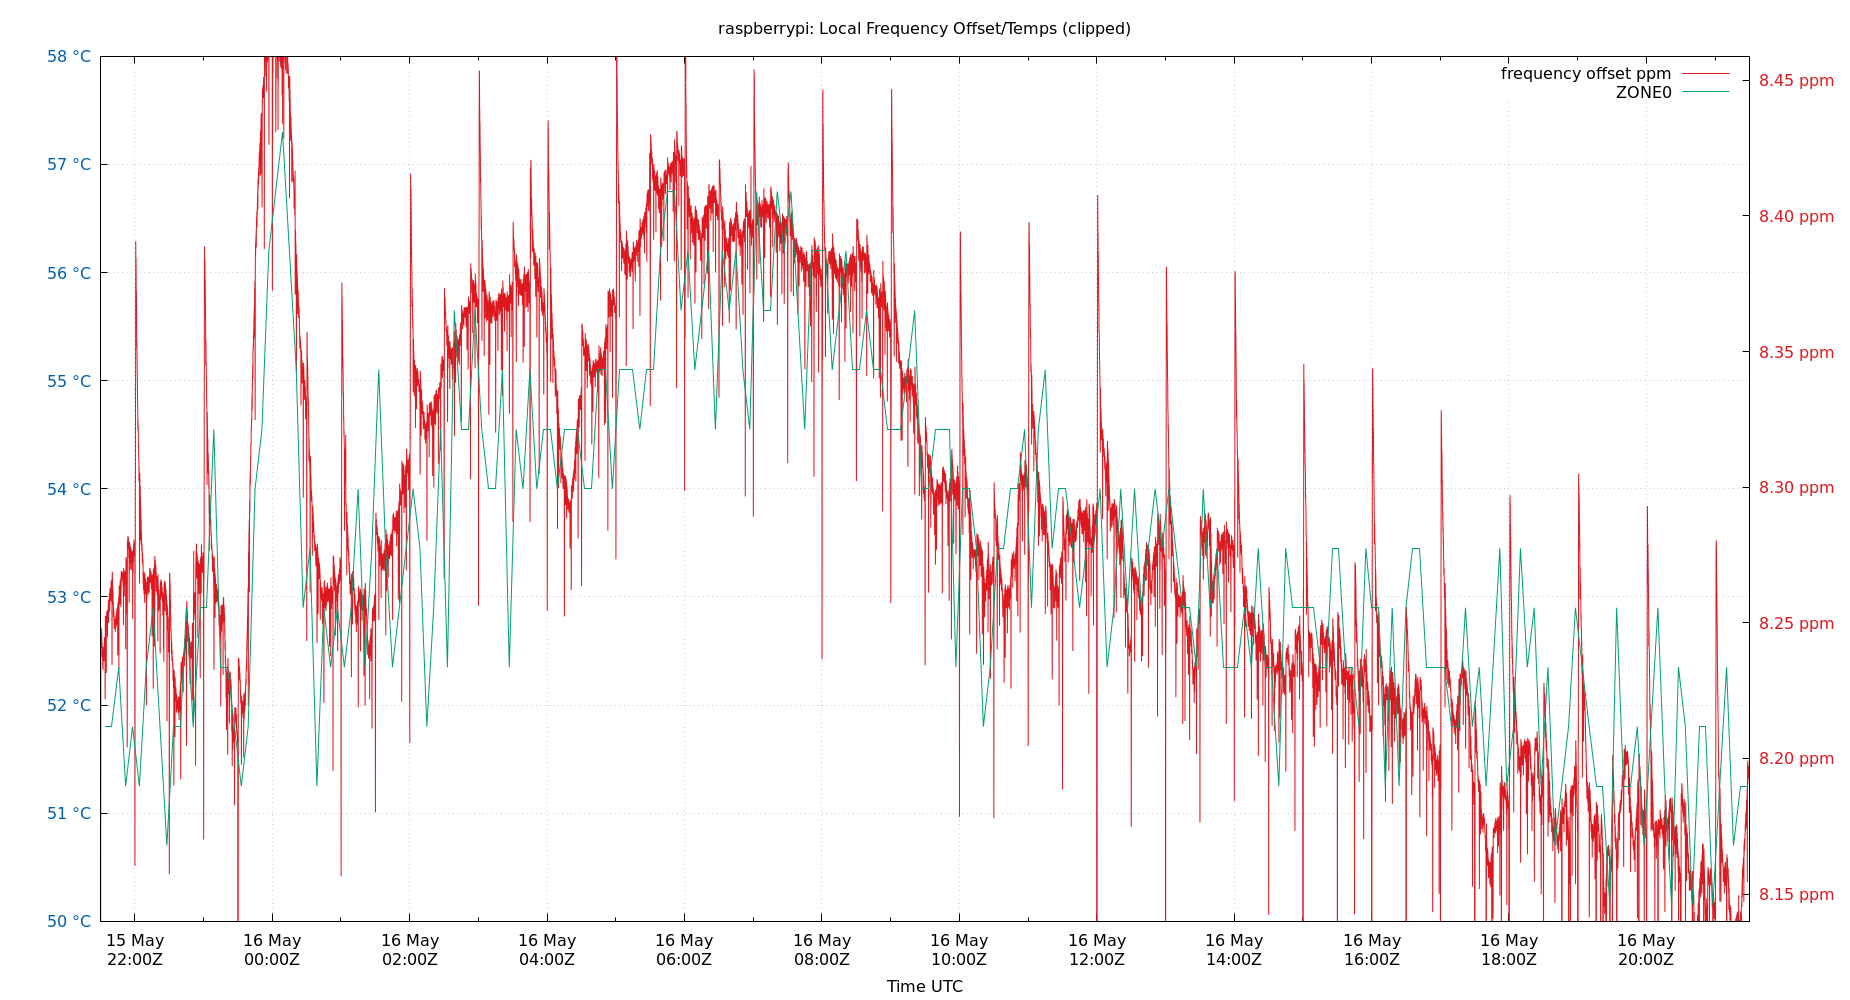 raspberrypi: Local Frequency Offset/Temps (clipped)
frequency offset ppm
ZONE0
58 °C
57 °C
56 °C
55 °C
54 °C
53 °C
52 °C
51 °C
50 °C
8.45 ppm
8.40 ppm
8.35 ppm
8.30 ppm
8.25 ppm
8.20 ppm
8.15 ppm
15 May
22:00Z
16 May
00:00Z
16 May
02:00Z
16 May
04:00Z
16 May
06:00Z
16 May
08:00Z
16 May
10:00Z
16 May
12:00Z
16 May
14:00Z
16 May
16:00Z
16 May
18:00Z
16 May
20:00Z
Time UTC